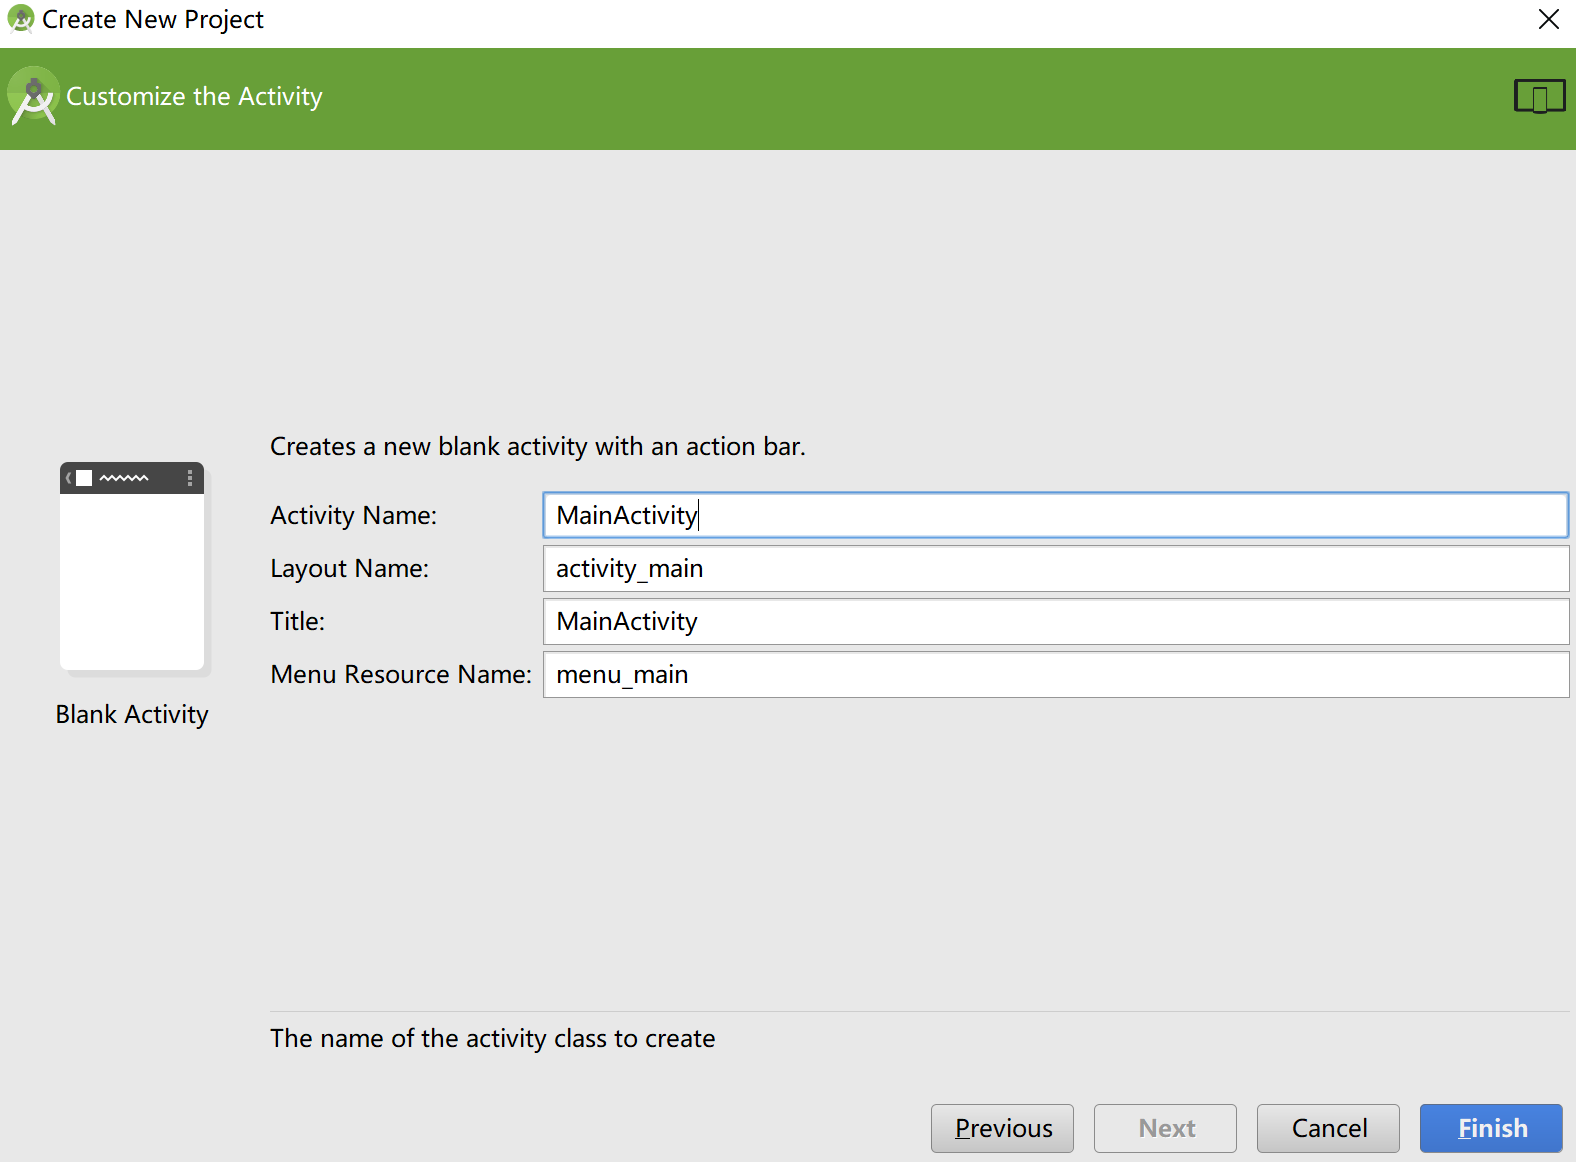 Create New Project
Customize the Activity
Creates a new blank activity with an action bar.
Activity Name: MainActivity
Layout Name: activity_main
Title: MainActivity
Menu Resource Name: menu_main
Blank Activity
The name of the activity class to create
Previous Next Cancel Finish